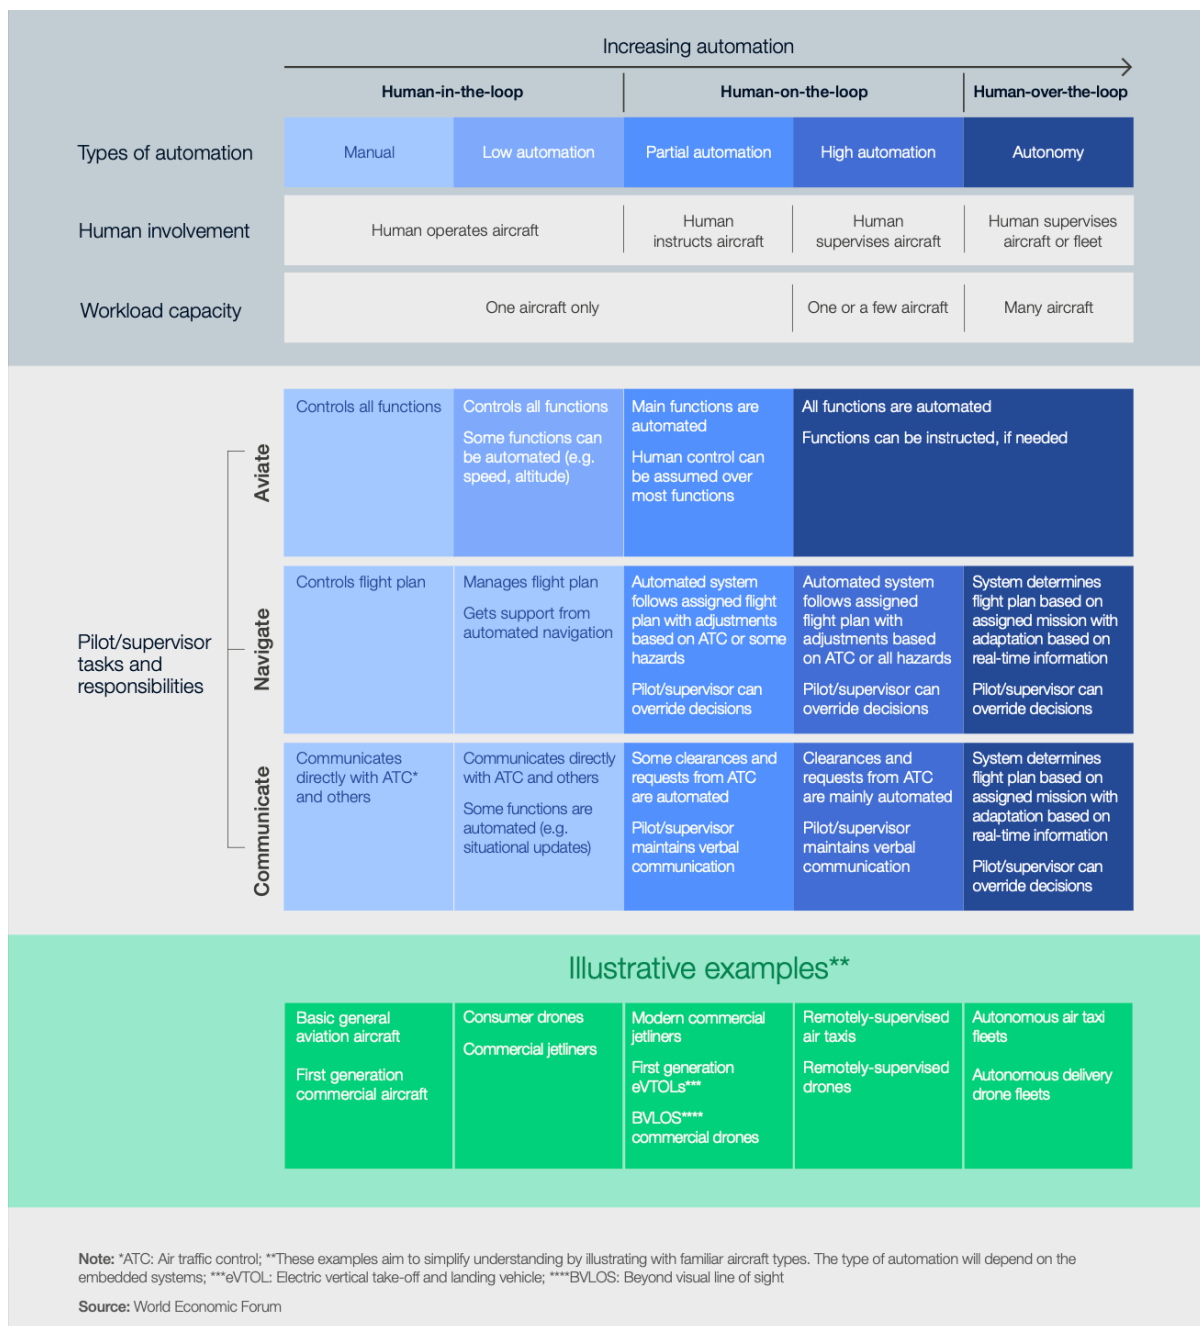 Increasing automation
Human-in-the-loop
Human-on-the-loop
Human-over-the-loop
Types of automation
Manual
Low automation
Partial automation
High automation
Autonomy
Human involvement
Human operates aircraft
Human
instructs aircraft
Human
supervises aircraft
Human supervises
aircraft or fleet
Workload capacity
One aircraft only
One or a few aircraft
Many aircraft
Pilot/supervisor
tasks and
responsibilities
Aviate
Controls all functions
Controls all functions
Some functions can
be automated (e.g.
speed, altitude)
Main functions are
automated
Human control can
be assumed over
most functions
All functions are automated
Functions can be instructed, if needed
Navigate
Controls flight plan
Manages flight plan
Gets support from
automated navigation
Automated system
follows assigned flight
plan with adjustments
based on ATC or some
hazards
Pilot/supervisor can
override decisions
Automated system
follows assigned
flight plan with
adjustments based
on ATC or all hazards
Pilot/supervisor can
override decisions
System determines
flight plan based on
assigned mission with
adaptation based on
real-time information
Pilot/supervisor can
override decisions
Communicate
Communicates
directly with ATC*
and others
Communicates directly
with ATC and others
Some functions are
automated (e.g.
situational updates)
Some clearances and
requests from ATC
are automated
Pilot/supervisor
maintains verbal
communication
Clearances and
requests from ATC
are mainly automated
Pilot/supervisor
maintains verbal
communication
System determines
flight plan based on
assigned mission with
adaptation based on
real-time information
Pilot/supervisor can
override decisions
Illustrative examples**
Basic general
aviation aircraft
First generation
commercial aircraft
Consumer drones
Commercial jetliners
Modern commercial
jetliners
First generation
eVTOLs***
BVLOS****
commercial drones
Remotely-supervised
air taxis
Remotely-supervised
drones
Autonomous air taxi
fleets
Autonomous delivery
drone fleets
Note: *ATC: Air traffic control; **These examples aim to simplify understanding by illustrating with familiar aircraft types. The type of automation will depend on the
embedded systems; ***eVTOL: Electric vertical take-off and landing vehicle; ****BVLOS: Beyond visual line of sight
Source: World Economic Forum